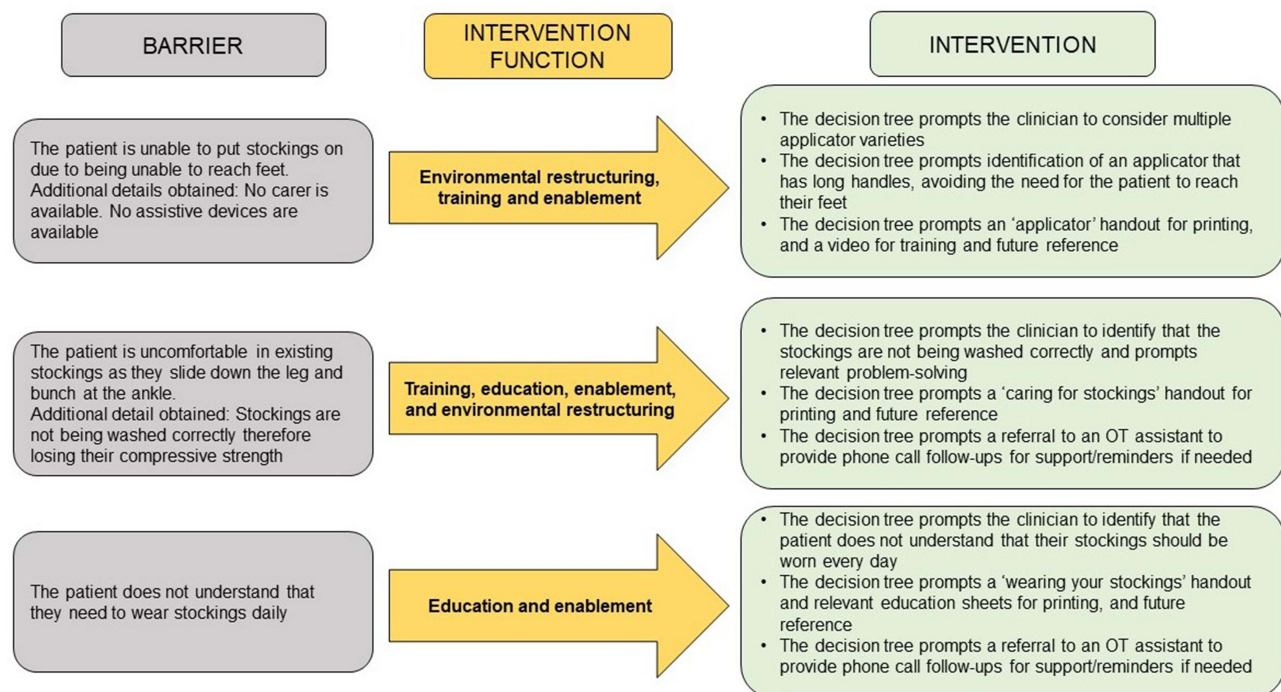 BARRIER
INTERVENTION
FUNCTION
INTERVENTION
The patient is unable to put stockings on
due to being unable to reach feet.
Additional details obtained: No carer is
available. No assistive devices are
available
Environmental restructuring,
training and enablement
• The decision tree prompts the clinician to consider multiple
applicator varieties
• The decision tree prompts identification of an applicator that
has long handles, avoiding the need for the patient to reach
their feet
• The decision tree prompts an ‘applicator’ handout for printing,
and a video for training and future reference
The patient is uncomfortable in existing
stockings as they slide down the leg and
bunch at the ankle.
Additional detail obtained: Stockings are
not being washed correctly therefore
losing their compressive strength
Training, education, enablement,
and environmental restructuring
• The decision tree prompts the clinician to identify that the
stockings are not being washed correctly and prompts
relevant problem-solving
• The decision tree prompts a ‘caring for stockings’ handout for
printing and future reference
• The decision tree prompts a referral to an OT assistant to
provide phone call follow-ups for support/reminders if needed
The patient does not understand that
they need to wear stockings daily
Education and enablement
• The decision tree prompts the clinician to identify that the
patient does not understand that their stockings should be
worn every day
• The decision tree prompts a ‘wearing your stockings’ handout
and relevant education sheets for printing, and future
reference
• The decision tree prompts a referral to an OT assistant to
provide phone call follow-ups for support/reminders if needed